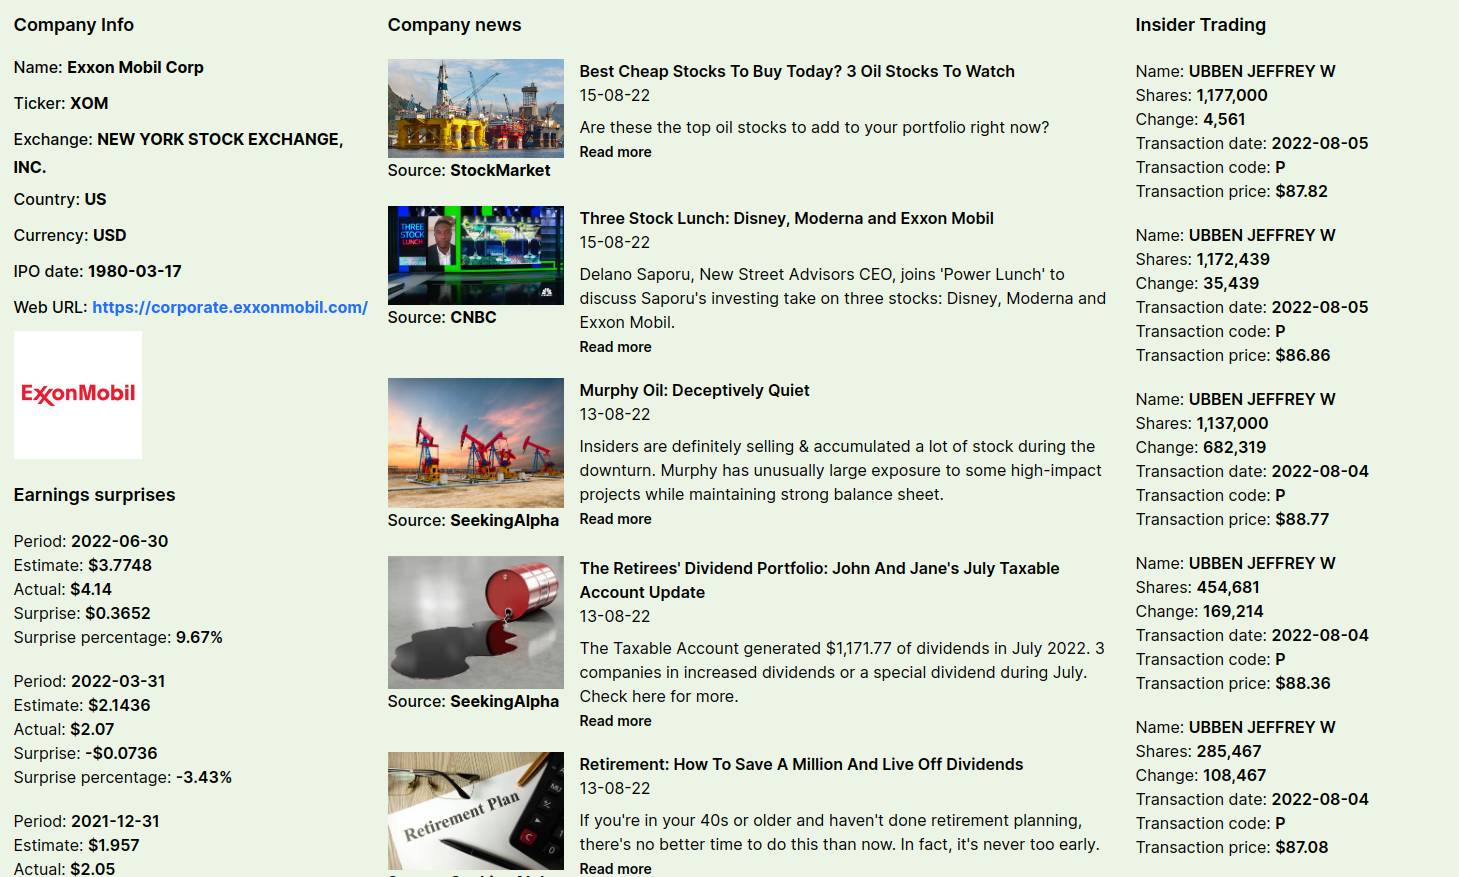 Company Info
Name: Exxon Mobil Corp
Ticker: XOM
Exchange: NEW YORK STOCK EXCHANGE,
INC.
Country: US
Currency: USD
IPO date: 1980-03-17
Web URL: https://corporate.exxonmobil.com/
ExxonMobil
Earnings surprises
Period: 2022-06-30
Estimate: $3.7748
Actual: $4.14
Surprise: $0.3652
Surprise percentage: 9.67%
Period: 2022-03-31
Estimate: $2.1436
Actual: $2.07
Surprise: -$0.0736
Surprise percentage: -3.43%
Period: 2021-12-31
Estimate: $1.957
Actual: $2.05
Company news
Best Cheap Stocks To Buy Today? 3 Oil Stocks To Watch
15-08-22
Are these the top oil stocks to add to your portfolio right now?
Read more
Source: StockMarket
THREE
STOCK
LUNCH
Three Stock Lunch: Disney, Moderna and Exxon Mobil
15-08-22
Delano Saporu, New Street Advisors CEO, joins 'Power Lunch' to
discuss Saporu's investing take on three stocks: Disney, Moderna and
Exxon Mobil.
Read more
Source: CNBC
Murphy Oil: Deceptively Quiet
13-08-22
Insiders are definitely selling & accumulated a lot of stock during the
downturn. Murphy has unusually large exposure to some high-impact
projects while maintaining strong balance sheet.
Read more
Source: SeekingAlpha
The Retirees' Dividend Portfolio: John And Jane's July Taxable
Account Update
13-08-22
The Taxable Account generated $1,171.77 of dividends in July 2022. 3
companies in increased dividends or a special dividend during July.
Check here for more.
Read more
Source: SeekingAlpha
Retirement Plan
Retirement: How To Save A Million And Live Off Dividends
13-08-22
If you're in your 40s or older and haven't done retirement planning,
there's no better time to do this than now. In fact, it's never too early.
Read more
Insider Trading
Name: UBBEN JEFFREY W
Shares: 1,177,000
Change: 4,561
Transaction date: 2022-08-05
Transaction code: P
Transaction price: $87.82
Name: UBBEN JEFFREY W
Shares: 1,172,439
Change: 35,439
Transaction date: 2022-08-05
Transaction code: P
Transaction price: $86.86
Name: UBBEN JEFFREY W
Shares: 1,137,000
Change: 682,319
Transaction date: 2022-08-04
Transaction code: P
Transaction price: $88.77
Name: UBBEN JEFFREY W
Shares: 454,681
Change: 169,214
Transaction date: 2022-08-04
Transaction code: P
Transaction price: $88.36
Name: UBBEN JEFFREY W
Shares: 285,467
Change: 108,467
Transaction date: 2022-08-04
Transaction code: P
Transaction price: $87.08